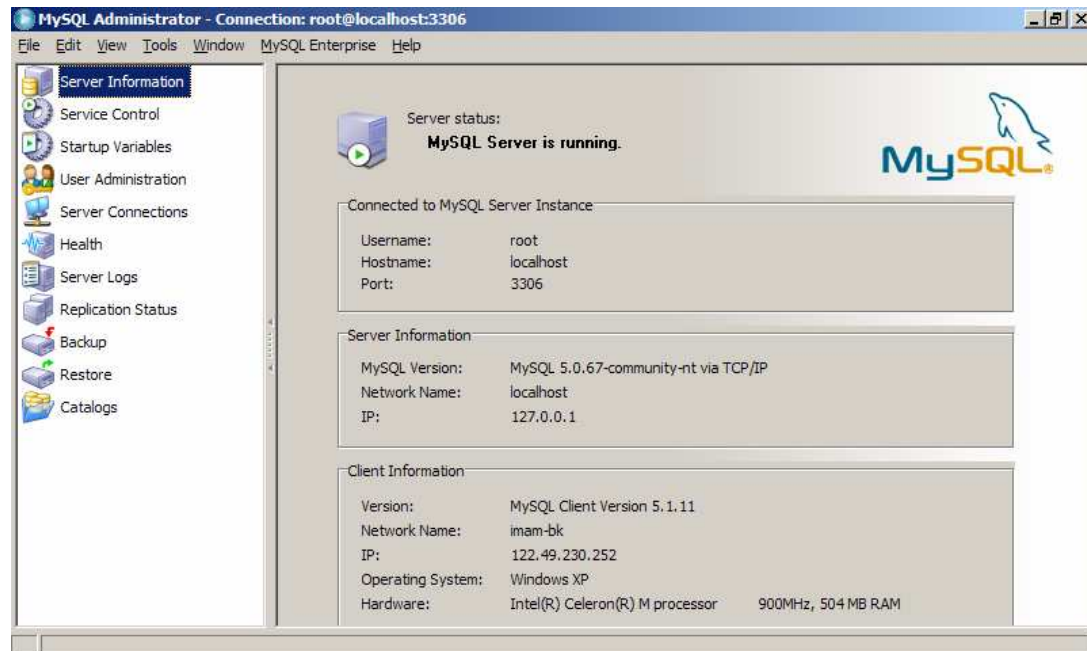 MySQL Administrator - Connection: root@localhost:3306
File Edit View Tools Window MySQL Enterprise Help
Server Information
Service Control
Startup Variables
User Administration
Server Connections
Health
Server Logs
Replication Status
Backup
Restore
Catalogs
Server status:
MySQL Server is running.
MySQL®
Connected to MySQL Server Instance
Username: root
Hostname: localhost
Port: 3306
Server Information
MySQL Version: MySQL 5.0.67-community-nt via TCP/IP
Network Name: localhost
IP: 127.0.0.1
Client Information
Version: MySQL Client Version 5.1.11
Network Name: imam-bk
IP: 122.49.230.252
Operating System: Windows XP
Hardware: Intel(R) Celeron(R) M processor 900MHz, 504 MB RAM